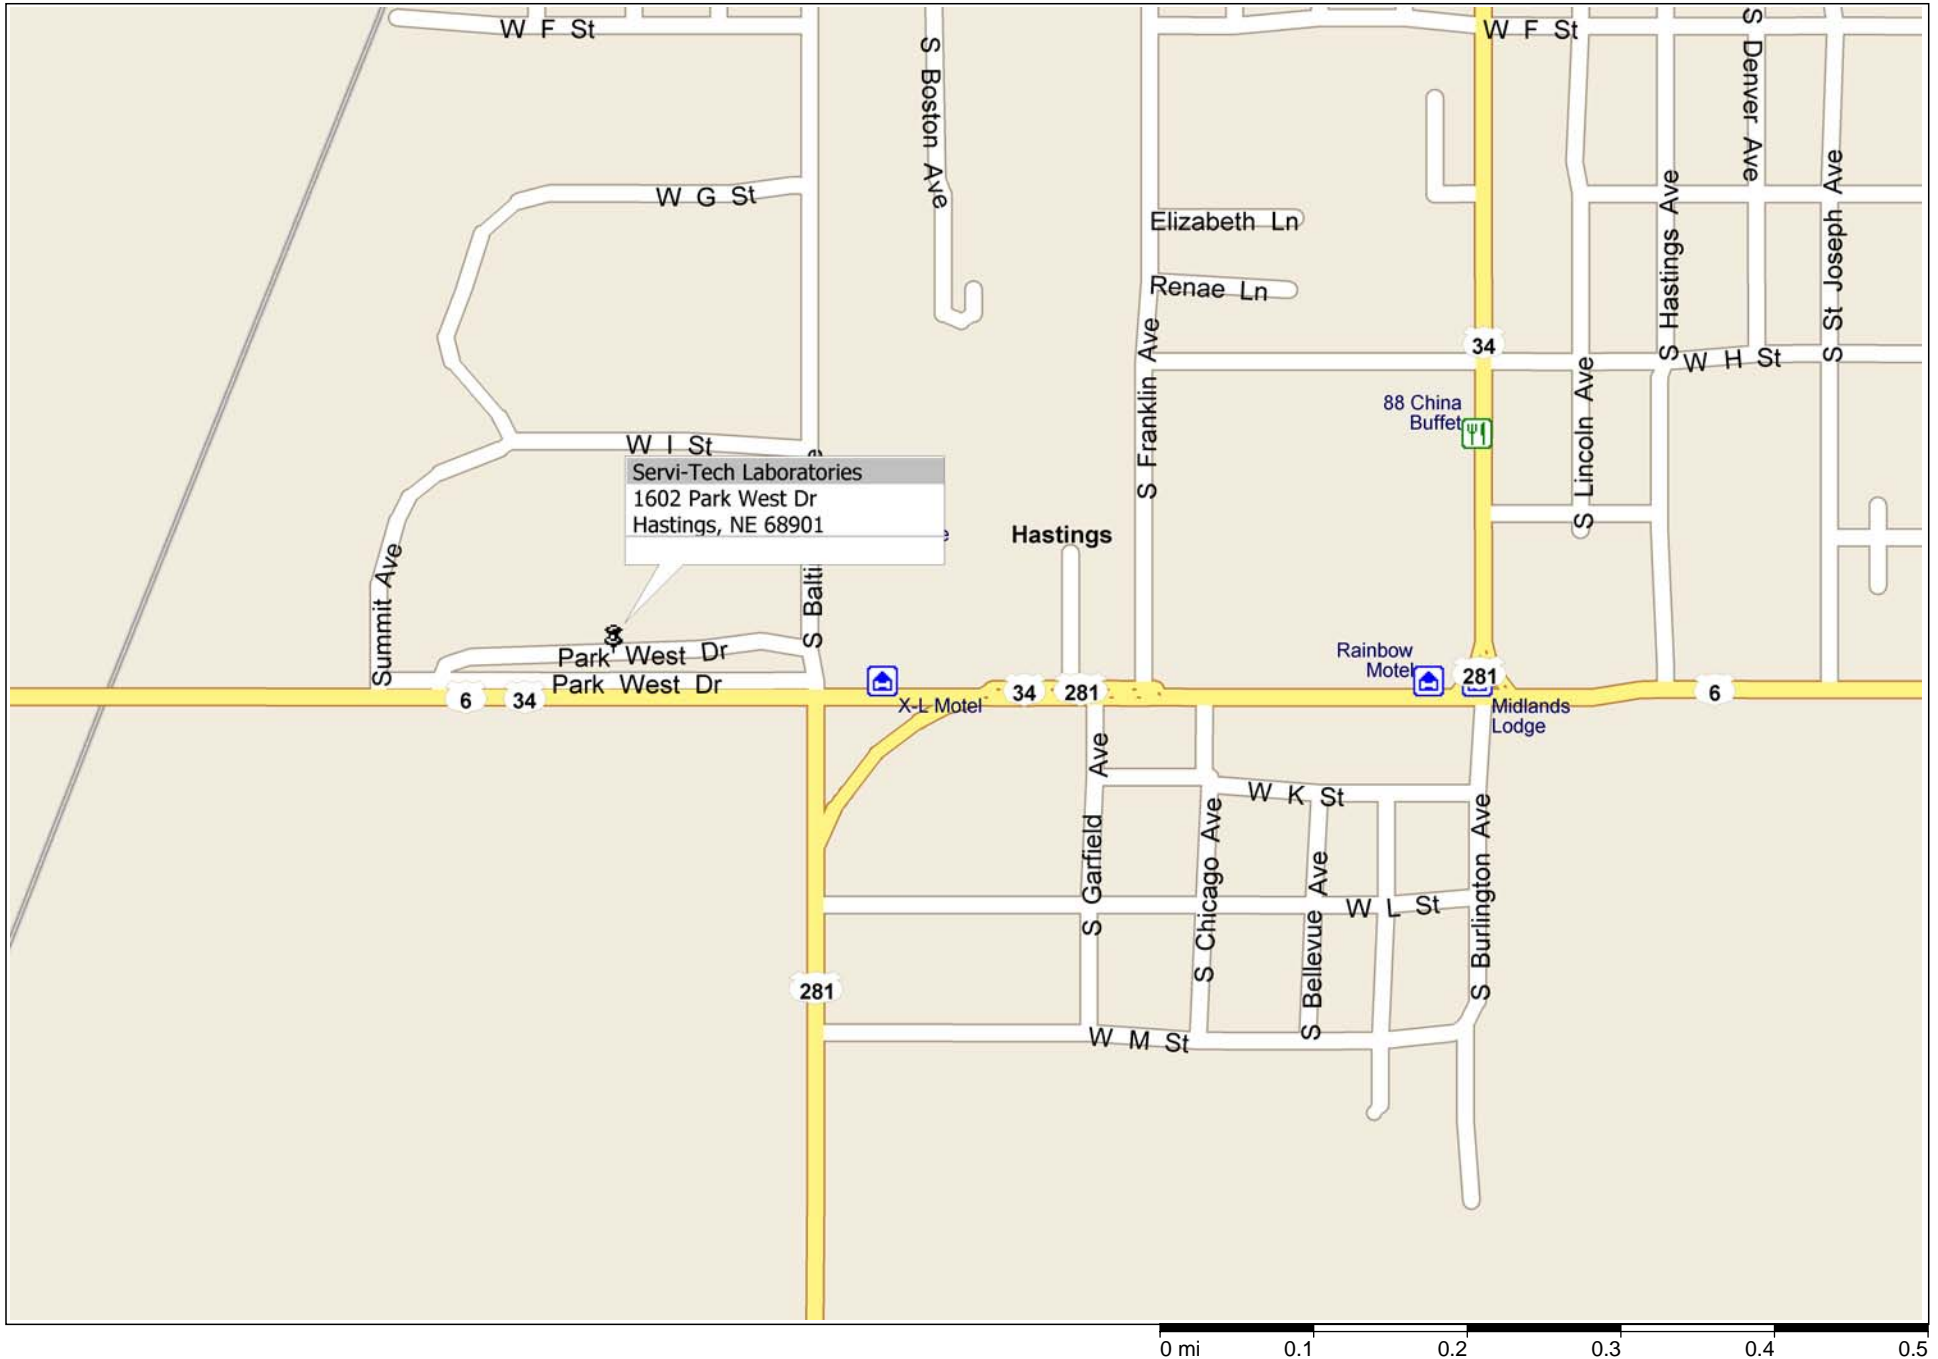 W F St
W F St
S Boston Ave
S Denver Ave
W G St
Elizabeth Ln
Renae Ln
S Hastings Ave
S St Joseph Ave
34
W H St
S Franklin Ave
88 China
Buffet
S Lincoln Ave
W I St
Servi-Tech Laboratories
1602 Park West Dr
Hastings, NE 68901
Hastings
Summit Ave
S Balti
Park West Dr
Park West Dr
Rainbow
Motel
281
6
34
X-L Motel
34
281
6
Midlands
Lodge
S Garfield Ave
W K St
S Chicago Ave
S Bellevue Ave
S Burlington Ave
W L St
281
W M St
0 mi 0.1 0.2 0.3 0.4 0.5